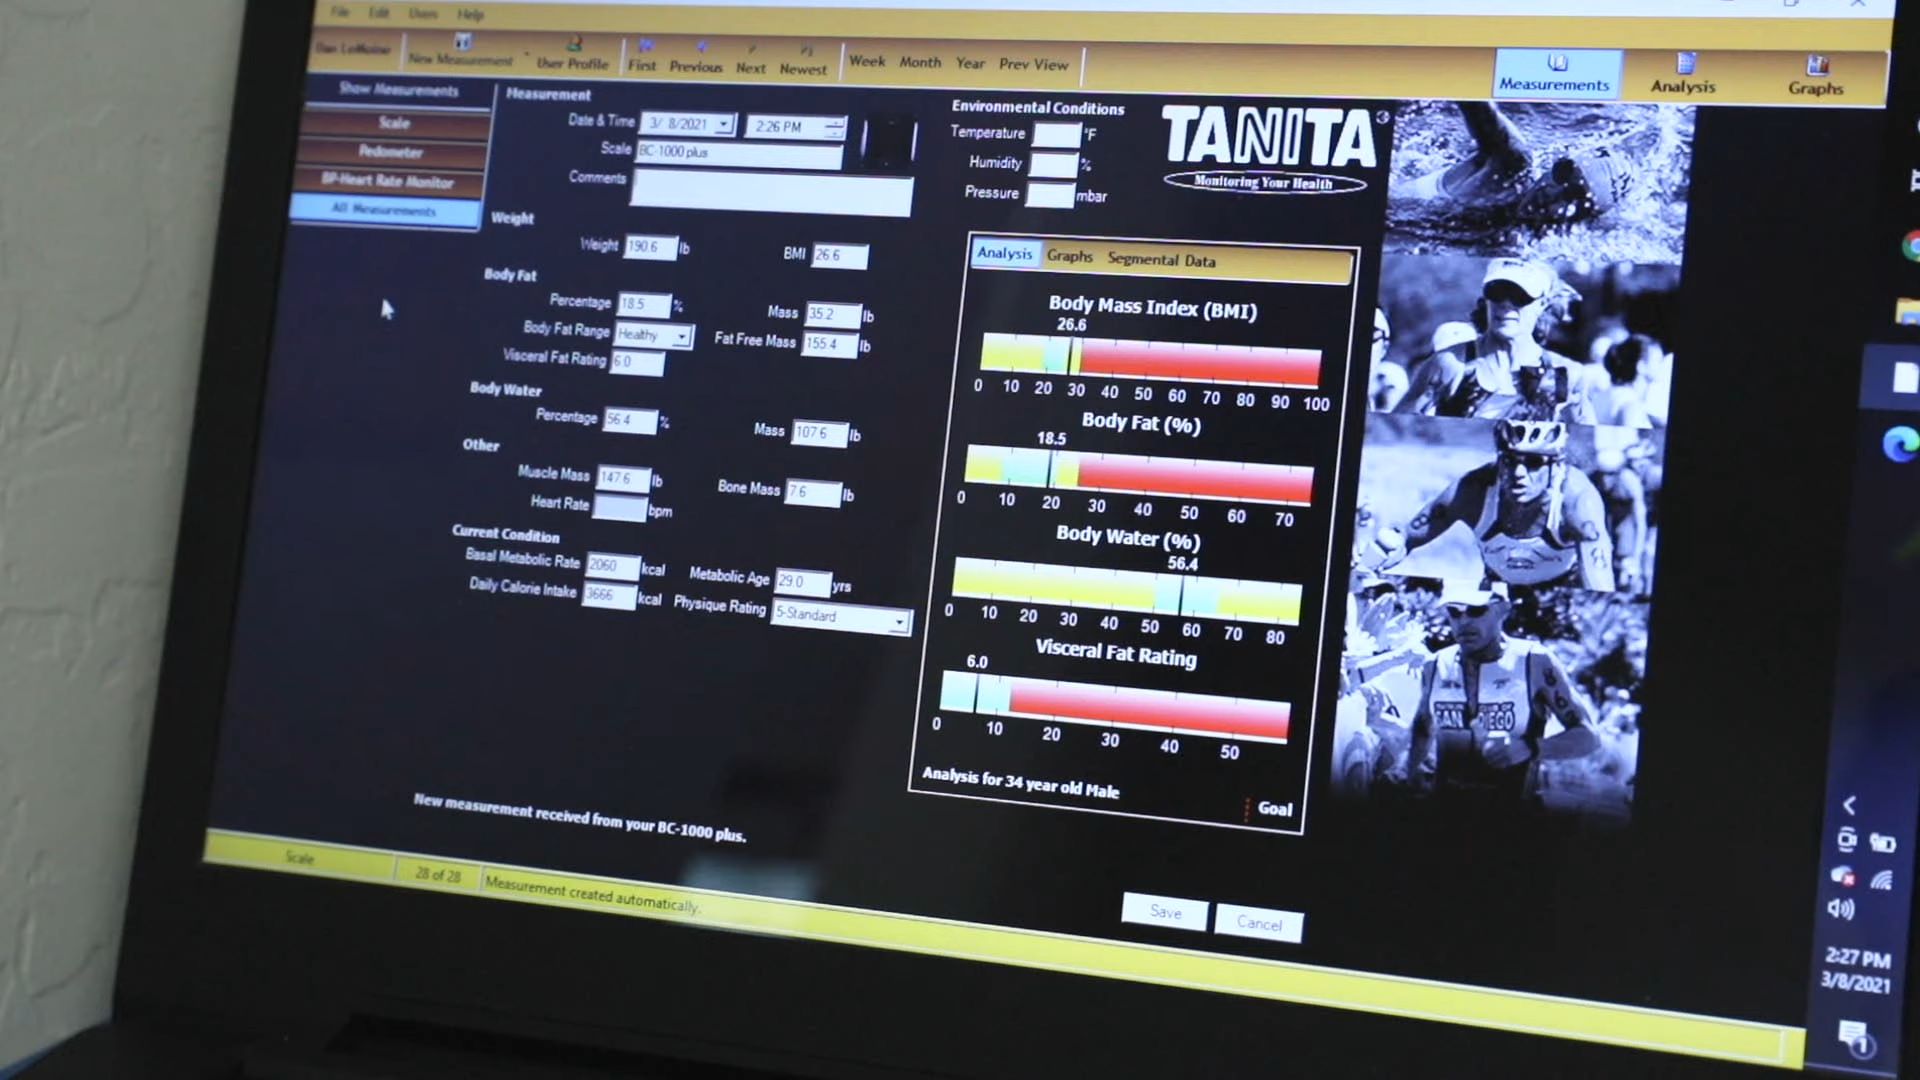 File Edit Users Help
Dan LeMoine New Measurement User Profile First Previous Next Newest Week Month Year Prev View Measurements Analysis Graphs
Show Measurements
Scale
Pedometer
BP-Heart Rate Monitor
All Measurements
Measurement
Date & Time 3/ 8/2021 2:26 PM
Scale BC-1000 plus
Comments
Environmental Conditions
Temperature °F
Humidity %
Pressure mbar
TANITA®
Monitoring Your Health
Weight
Weight 190.6 lb BMI 26.6
Body Fat
Percentage 18.5 % Mass 35.2 lb
Body Fat Range Healthy Fat Free Mass 155.4 lb
Visceral Fat Rating 6.0
Body Water
Percentage 56.4 % Mass 107.6 lb
Other
Muscle Mass 147.6 lb Bone Mass 7.6 lb
Heart Rate bpm
Current Condition
Basal Metabolic Rate 2060 kcal Metabolic Age 29.0 yrs
Daily Calorie Intake 3666 kcal Physique Rating 5-Standard
Analysis Graphs Segmental Data
Body Mass Index (BMI)
26.6
0 10 20 30 40 50 60 70 80 90 100
Body Fat (%)
18.5
0 10 20 30 40 50 60 70
Body Water (%)
56.4
0 10 20 30 40 50 60 70 80
Visceral Fat Rating
6.0
0 10 20 30 40 50
Analysis for 34 year old Male
Goal
SAN DIEGO
New measurement received from your BC-1000 plus.
Scale 28 of 28 Measurement created automatically.
Save Cancel
2:27 PM
3/8/2021
1